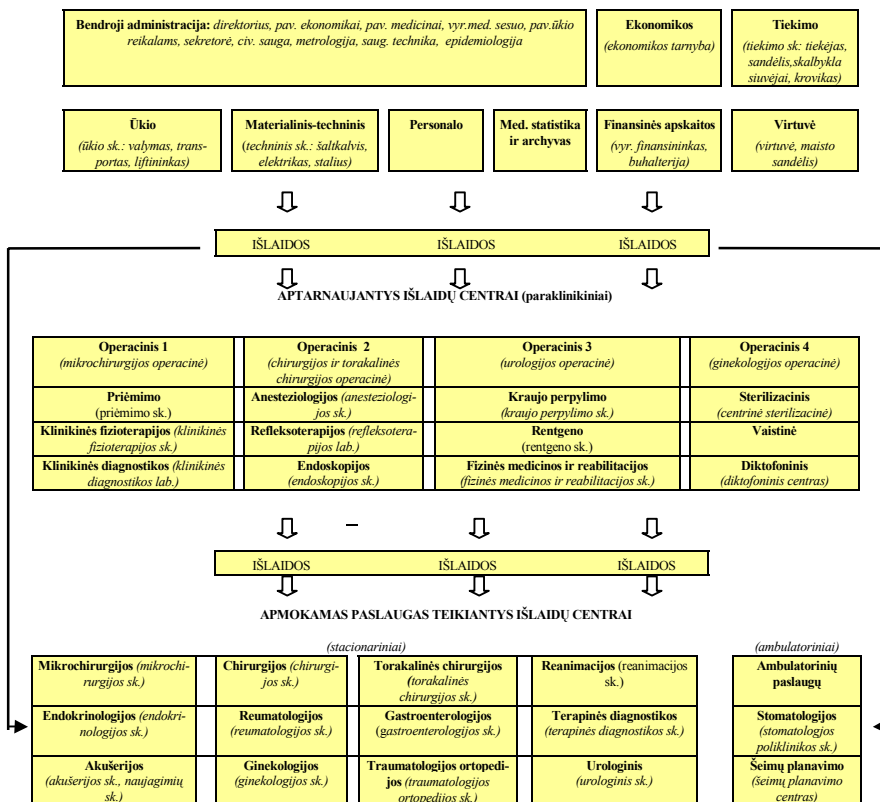 Bendroji administracija: direktorius, pav. ekonomikai, pav. medicinai, vyr.med. sesuo, pav.ūkio
reikalams, sekretorė, civ. sauga, metrologija, saug. technika, epidemiologija
Ekonomikos
(ekonomikos tarnyba)
Tiekimo
(tiekimo sk: tiekėjas,
sandėlis,skalbykla
siuvėjai, krovikas)
Ūkio
(ūkio sk.: valymas, trans-
portas, liftininkas)
Materialinis-techninis
(techninis sk.: šaltkalvis,
elektrikas, stalius)
Personalo
Med. statistika
ir archyvas
Finansinės apskaitos
(vyr. finansininkas,
buhalterija)
Virtuvė
(virtuvė, maisto
sandėlis)
IŠLAIDOS IŠLAIDOS IŠLAIDOS
APTARNAUJANTYS IŠLAIDŲ CENTRAI (paraklinikiniai)
Operacinis 1
(mikrochirurgijos operacinė)
Operacinis 2
(chirurgijos ir torakalinės
chirurgijos operacinė)
Operacinis 3
(urologijos operacinė)
Operacinis 4
(ginekologijos operacinė)
Priėmimo
(priėmimo sk.)
Anesteziologijos (anesteziologi-
jos sk.)
Kraujo perpylimo
(kraujo perpylimo sk.)
Sterilizacinis
(centrinė sterilizacinė)
Klinikinės fizioterapijos (klinikinės
fizioterapijos sk.)
Refleksoterapijos (refleksotera-
pijos lab.)
Rentgeno
(rentgeno sk.)
Vaistinė
Klinikinės diagnostikos (klinikinės
diagnostikos lab.)
Endoskopijos
(endoskopijos sk.)
Fizinės medicinos ir reabilitacijos
(fizinės medicinos ir reabilitacijos sk.)
Diktofoninis
(diktofoninis centras)
–
IŠLAIDOS IŠLAIDOS IŠLAIDOS
APMOKAMAS PASLAUGAS TEIKIANTYS IŠLAIDŲ CENTRAI
(stacionariniai)
(ambulatoriniai)
Mikrochirurgijos (mikrochi-
rurgijos sk.)
Chirurgijos (chirurgi-
jos sk.)
Torakalinės chirurgijos
(torakalinės
chirurgijos sk.)
Reanimacijos (reanimacijos
sk.)
Ambulatorinių
paslaugų
Endokrinologijos (endokri-
nologijos sk.)
Reumatologijos
(reumatologijos sk.)
Gastroenterologijos
(gastroenterologijos sk.)
Terapinės diagnostikos
(terapinės diagnostikos sk.)
Stomatologijos
(stomatologijos
poliklinikos sk.)
Akušerijos
(akušerijos sk., naujagimių
sk.)
Ginekologijos
(ginekologijos sk.)
Traumatologijos ortopedi-
jos (traumatologijos
ortopedijos sk.)
Urologinis
(urologinis sk.)
Šeimų planavimo
(šeimų planavimo
centras)